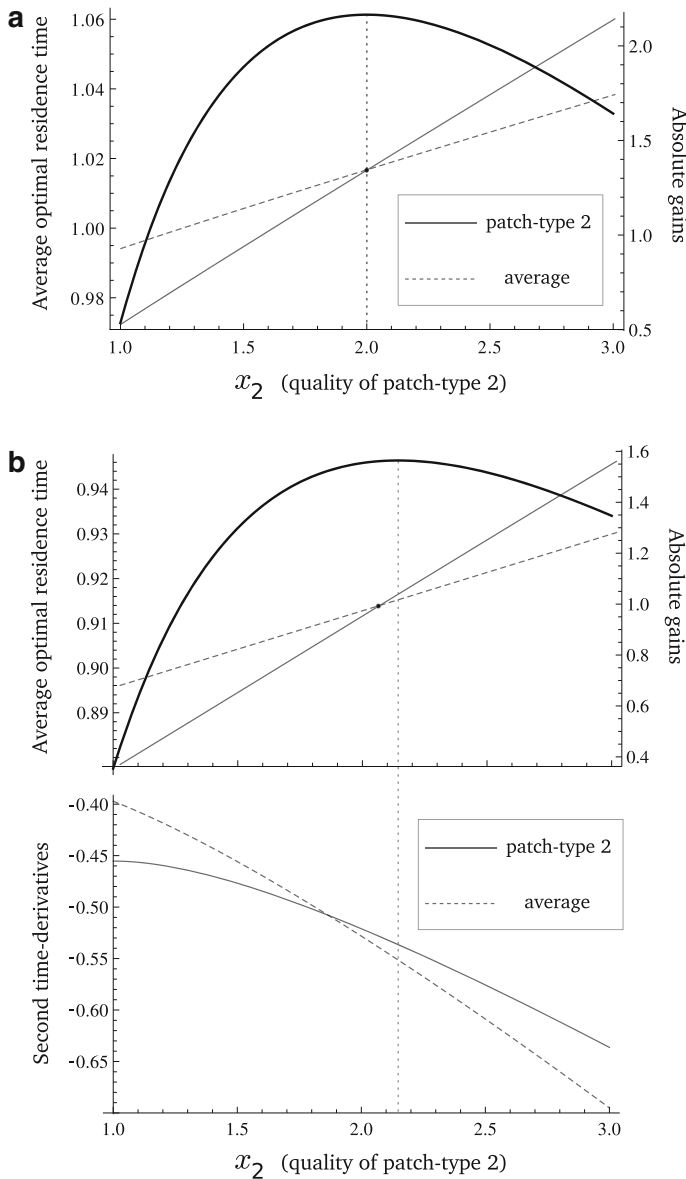 a
Average optimal residence time
1.06
1.04
1.02
1.00
0.98
2.0
1.5
1.0
0.5
Absolute gains
patch-type 2
average
1.0 1.5 2.0 2.5 3.0
x2 (quality of patch-type 2)
b
Average optimal residence time
0.94
0.93
0.92
0.91
0.90
0.89
1.6
1.4
1.2
1.0
0.8
0.6
0.4
Absolute gains
Second time-derivatives
-0.40
-0.45
-0.50
-0.55
-0.60
-0.65
patch-type 2
average
1.0 1.5 2.0 2.5 3.0
x2 (quality of patch-type 2)